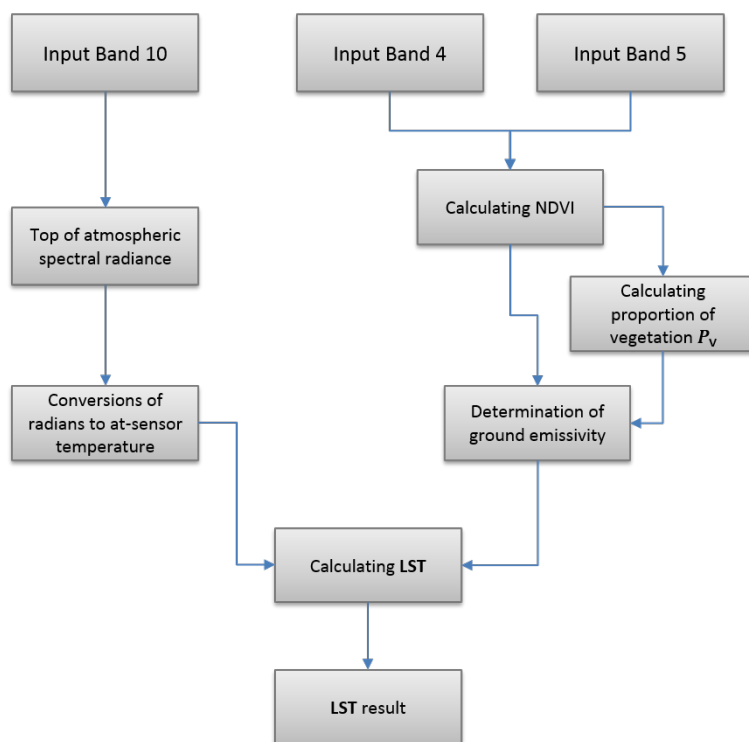 Input Band 10
Input Band 4
Input Band 5
Calculating NDVI
Top of atmospheric
spectral radiance
Calculating
proportion of
vegetation Pv
Conversions of
radians to at-sensor
temperature
Determination of
ground emissivity
Calculating LST
LST result